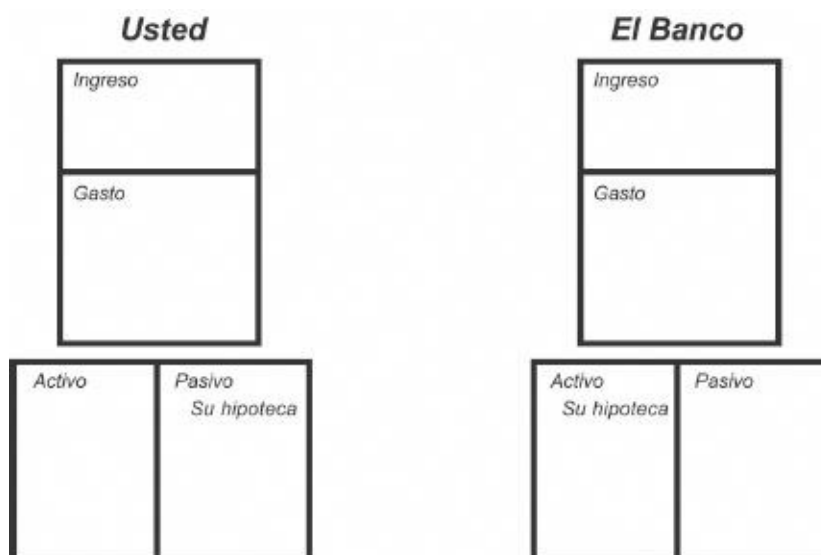 Usted
Ingreso
Gasto
Activo
Pasivo
Su hipoteca
El Banco
Ingreso
Gasto
Activo
Su hipoteca
Pasivo